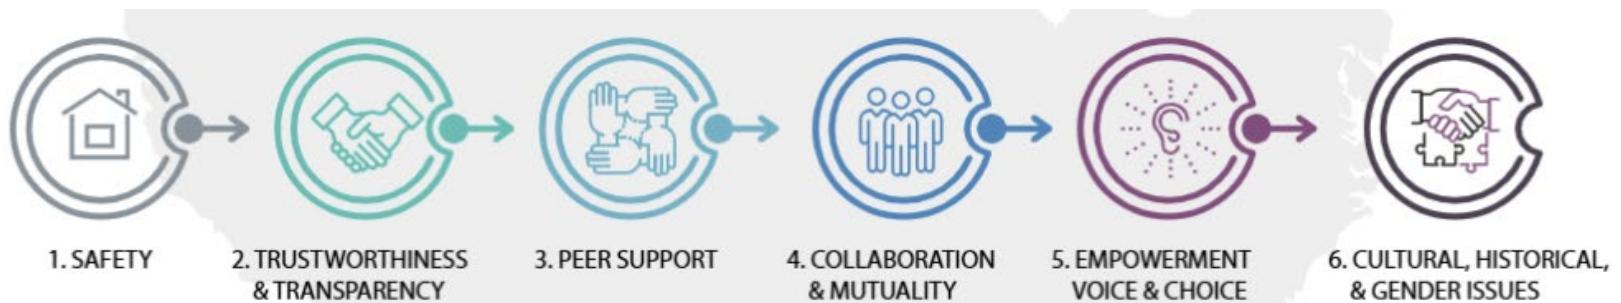 1. SAFETY
2. TRUSTWORTHINESS
& TRANSPARENCY
3. PEER SUPPORT
4. COLLABORATION
& MUTUALITY
5. EMPOWERMENT
VOICE & CHOICE
6. CULTURAL, HISTORICAL,
& GENDER ISSUES